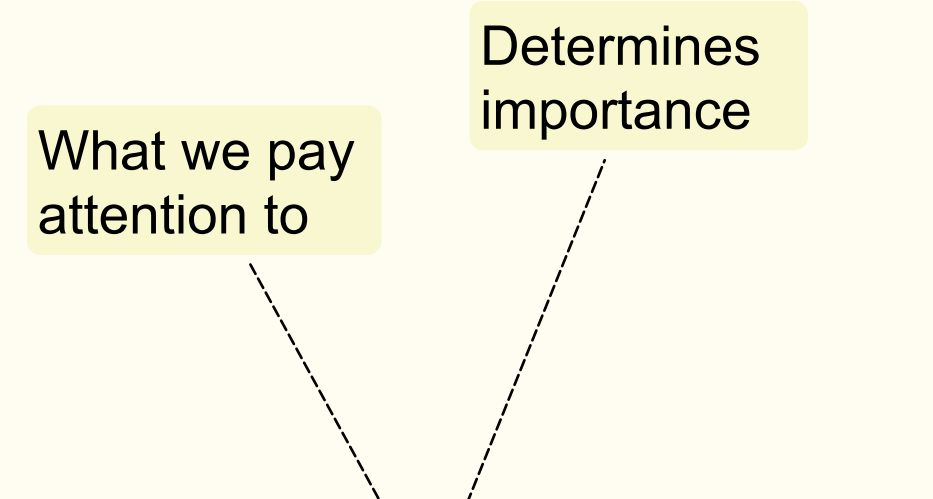 Determines
importance
What we pay
attention to